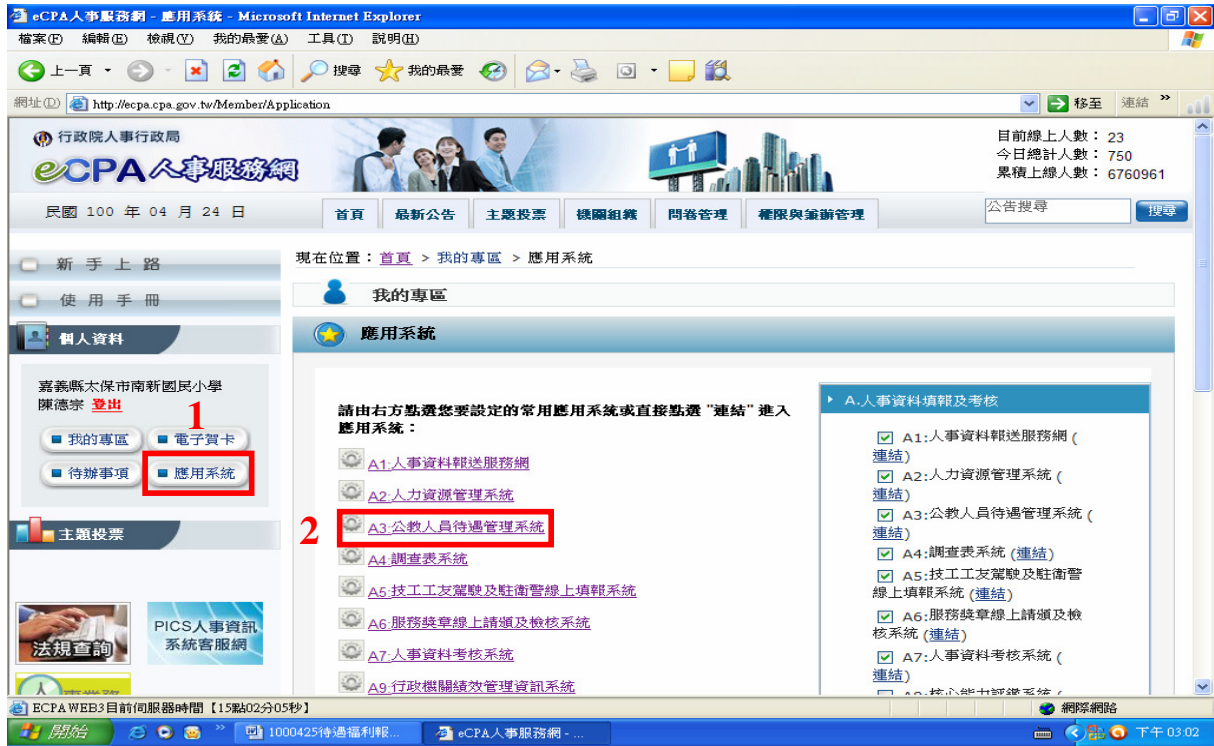 eCPA人事服務網 - 應用系統 - Microsoft Internet Explorer
檔案(F) 編輯(E) 檢視(V) 我的最愛(A) 工具(T) 說明(H)
上一頁 搜尋 我的最愛
網址(D) http://ecpa.cpa.gov.tw/Member/Application 移至 連結 »
行政院人事行政局
eCPA人事服務網
目前線上人數： 23
今日總計人數： 750
累積上線人數： 6760961
民國 100 年 04 月 24 日
首頁 最新公告 主題投票 機關組織 問卷管理 權限與兼辦管理
公告搜尋 搜尋
新 手 上 路
使 用 手 冊
個人資料
嘉義縣太保市南新國民小學
陳德宗 登出
1
我的專區 電子賀卡
待辦事項 應用系統
主題投票
PICS人事資訊
系統客服網
法規查詢
現在位置：首頁 > 我的專區 > 應用系統
我的專區
應用系統
請由右方點選您要設定的常用應用系統或直接點選 "連結" 進入
應用系統：
A1:人事資料報送服務網
A2:人力資源管理系統
2
A3:公教人員待遇管理系統
A4:調查表系統
A5:技工工友駕駛及駐衛警線上填報系統
A6:服務獎章線上請頒及檢核系統
A7:人事資料考核系統
A9:行政機關績效管理資訊系統
A.人事資料填報及考核
A1:人事資料報送服務網 (
連結)
A2:人力資源管理系統 (
連結)
A3:公教人員待遇管理系統 (
連結)
A4:調查表系統 (連結)
A5:技工工友駕駛及駐衛警
線上填報系統 (連結)
A6:服務獎章線上請頒及檢
核系統 (連結)
A7:人事資料考核系統 (
連結)
ECPAWEB3目前伺服器時間【15點02分05秒】 網際網路
開始 » 1000425待遇福利報... eCPA人事服務網 - ... 下午 03:02